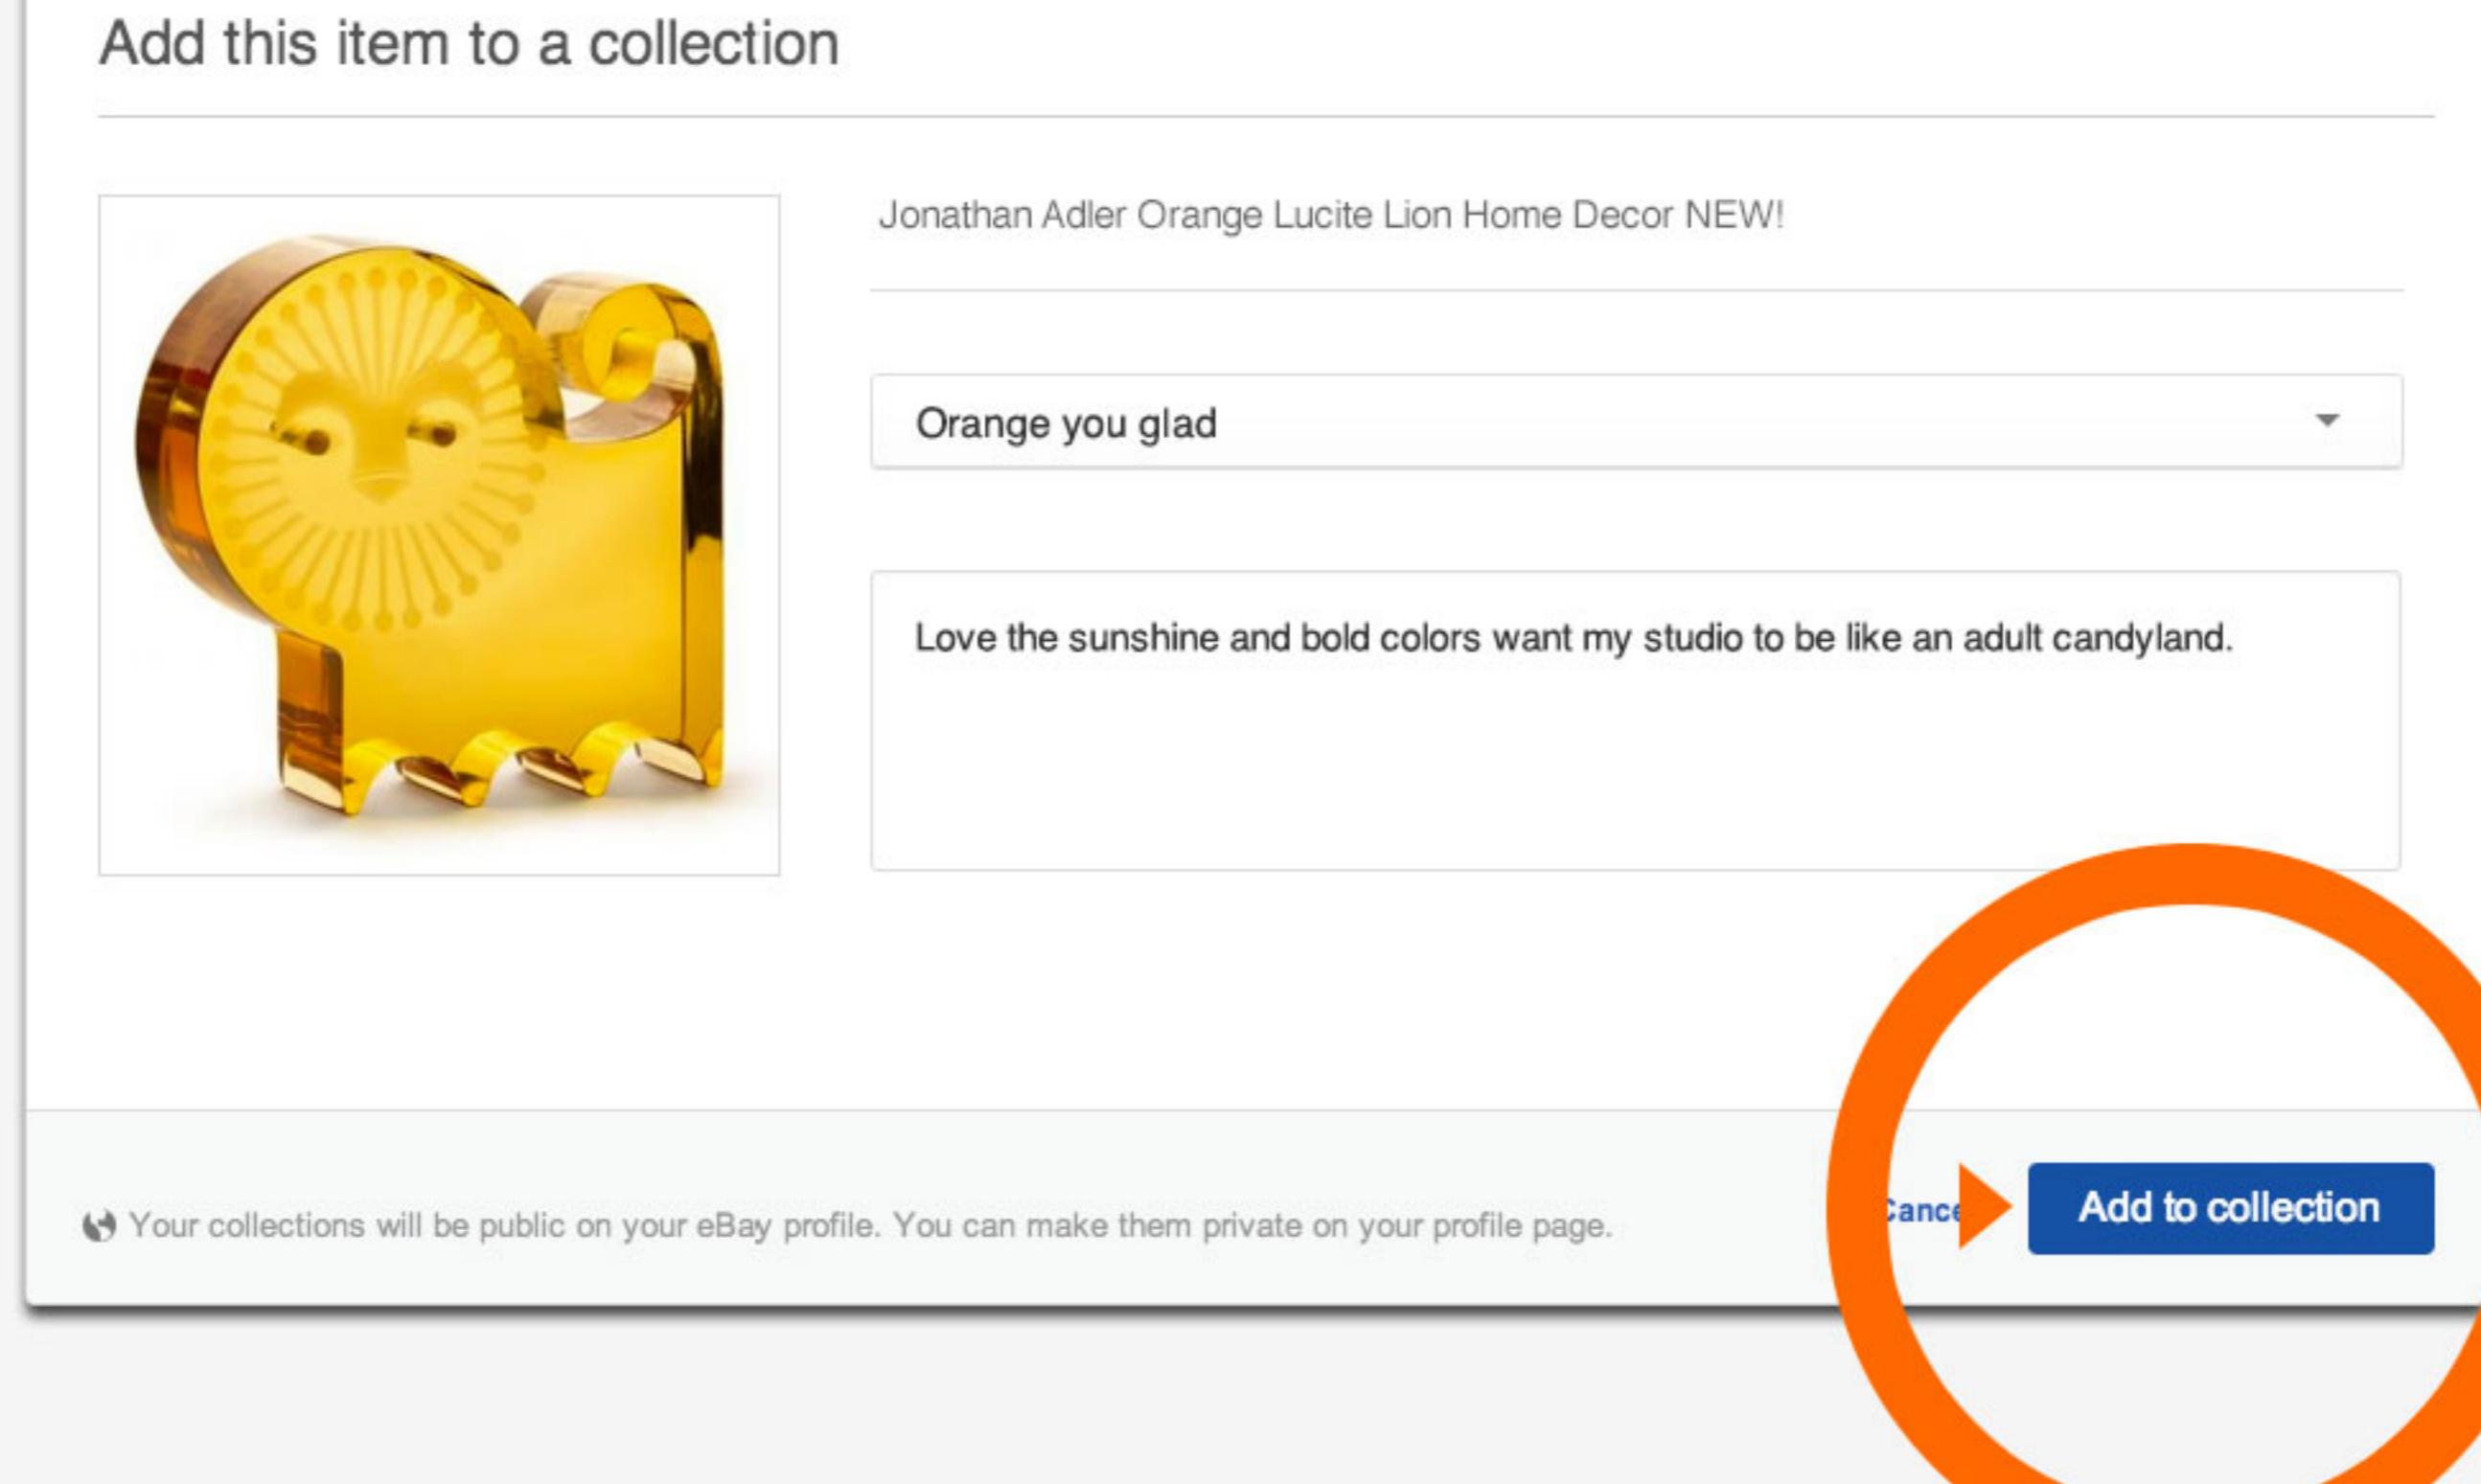 Add this item to a collection
Jonathan Adler Orange Lucite Lion Home Decor NEW!
Orange you glad
Love the sunshine and bold colors want my studio to be like an adult candyland.
Your collections will be public on your eBay profile. You can make them private on your profile page.
Add to collection